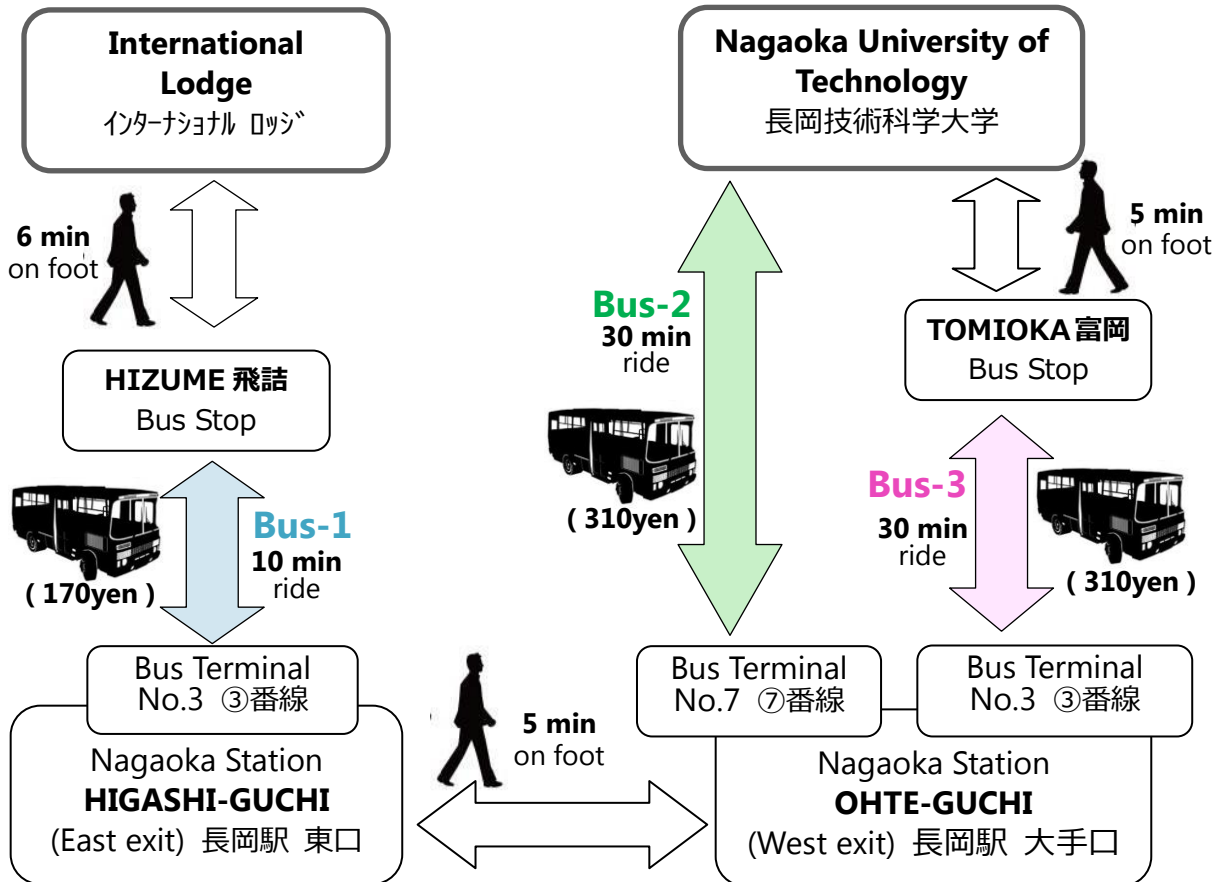 International
Lodge
ｲﾝﾀｰﾅｼｮﾅﾙ ﾛｯｼﾞ
Nagaoka University of
Technology
長岡技術科学大学
6 min
on foot
5 min
on foot
HIZUME 飛詰
Bus Stop
Bus-2
30 min
ride
(310yen)
TOMIOKA 富岡
Bus Stop
Bus-1
10 min
ride
(170yen)
Bus-3
30 min
ride
(310yen)
Bus Terminal
No.3 ③番線
Nagaoka Station
HIGASHI-GUCHI
(East exit) 長岡駅 東口
5 min
on foot
Bus Terminal
No.7 ⑦番線
Bus Terminal
No.3 ③番線
Nagaoka Station
OHTE-GUCHI
(West exit) 長岡駅 大手口